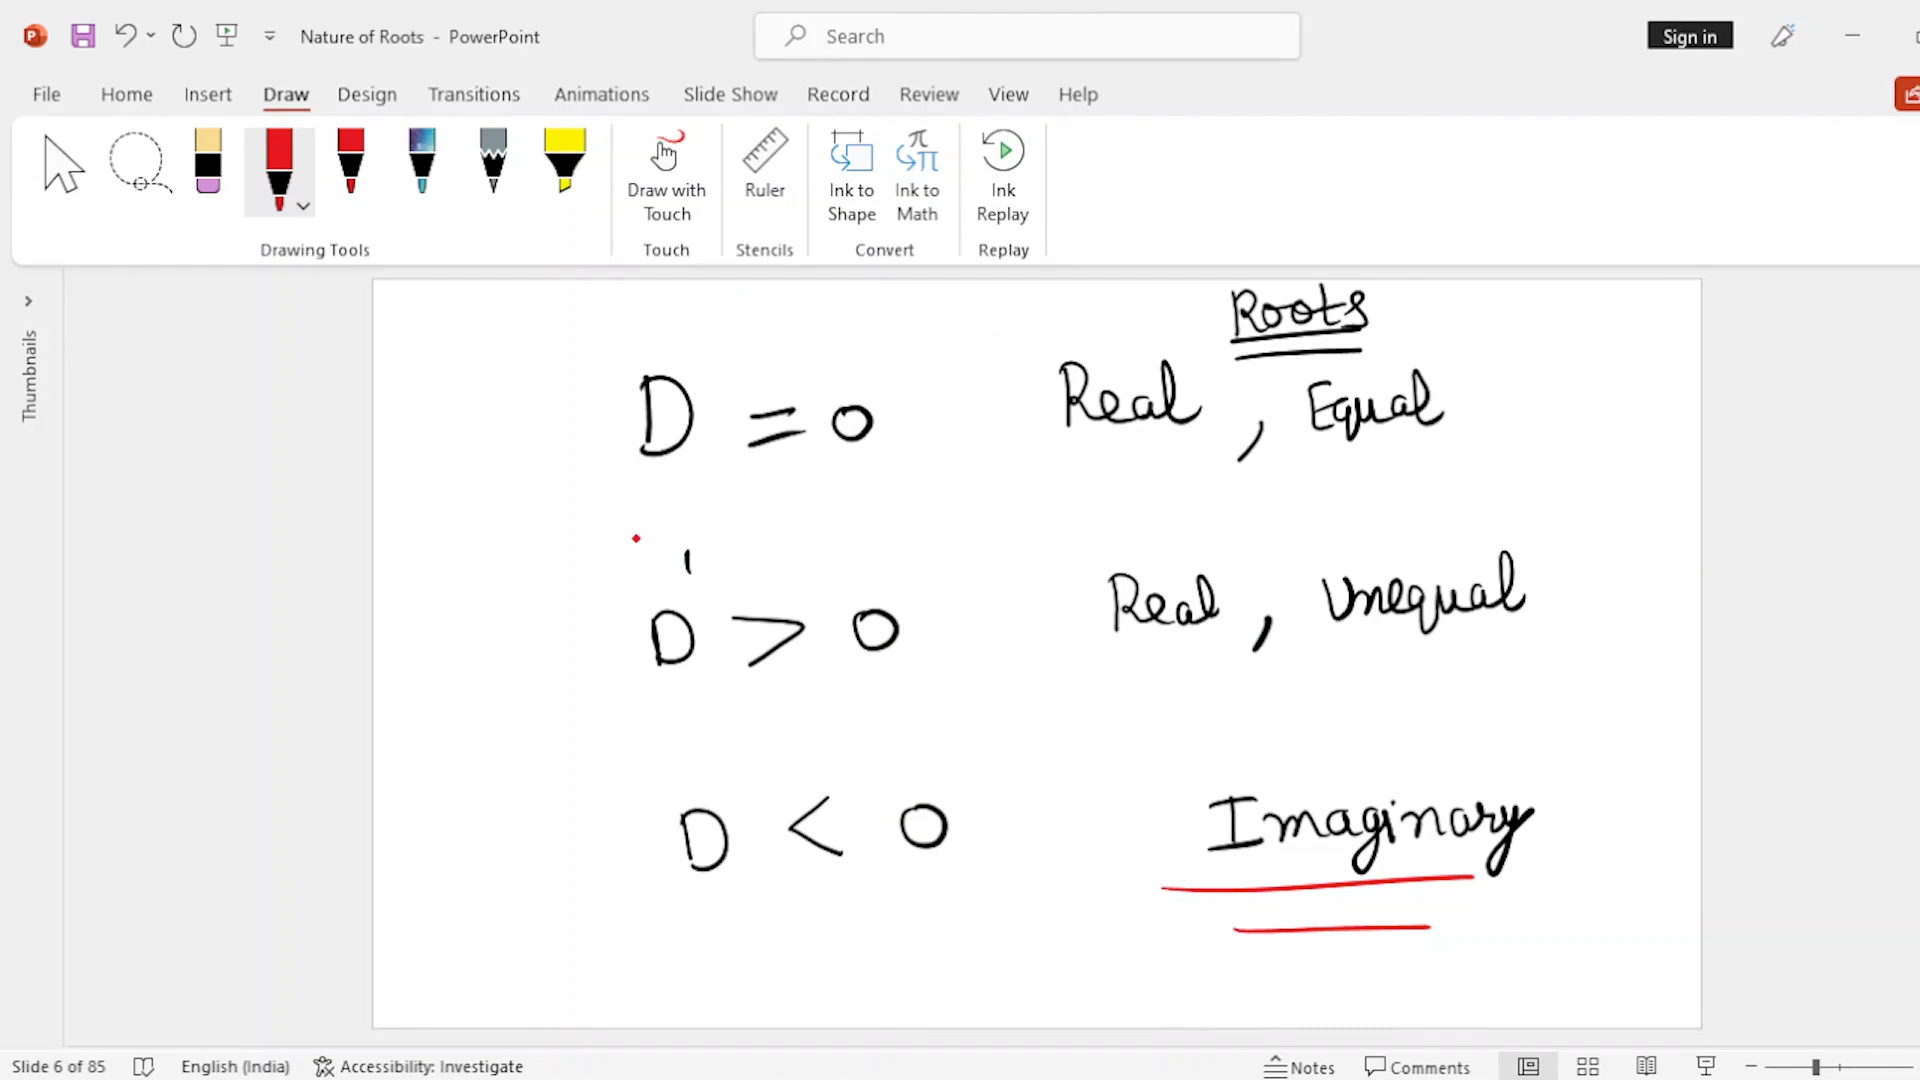 Nature of Roots - PowerPoint
Search
Sign in
File Home Insert Draw Design Transitions Animations Slide Show Record Review View Help
Draw with Touch
Ruler
Ink to Shape
Ink to Math
Ink Replay
Drawing Tools Touch Stencils Convert Replay
Thumbnails
Roots
D = 0 Real , Equal
D > 0 Real , Unequal
D < 0 Imaginary
Slide 6 of 85 English (India) Accessibility: Investigate Notes Comments